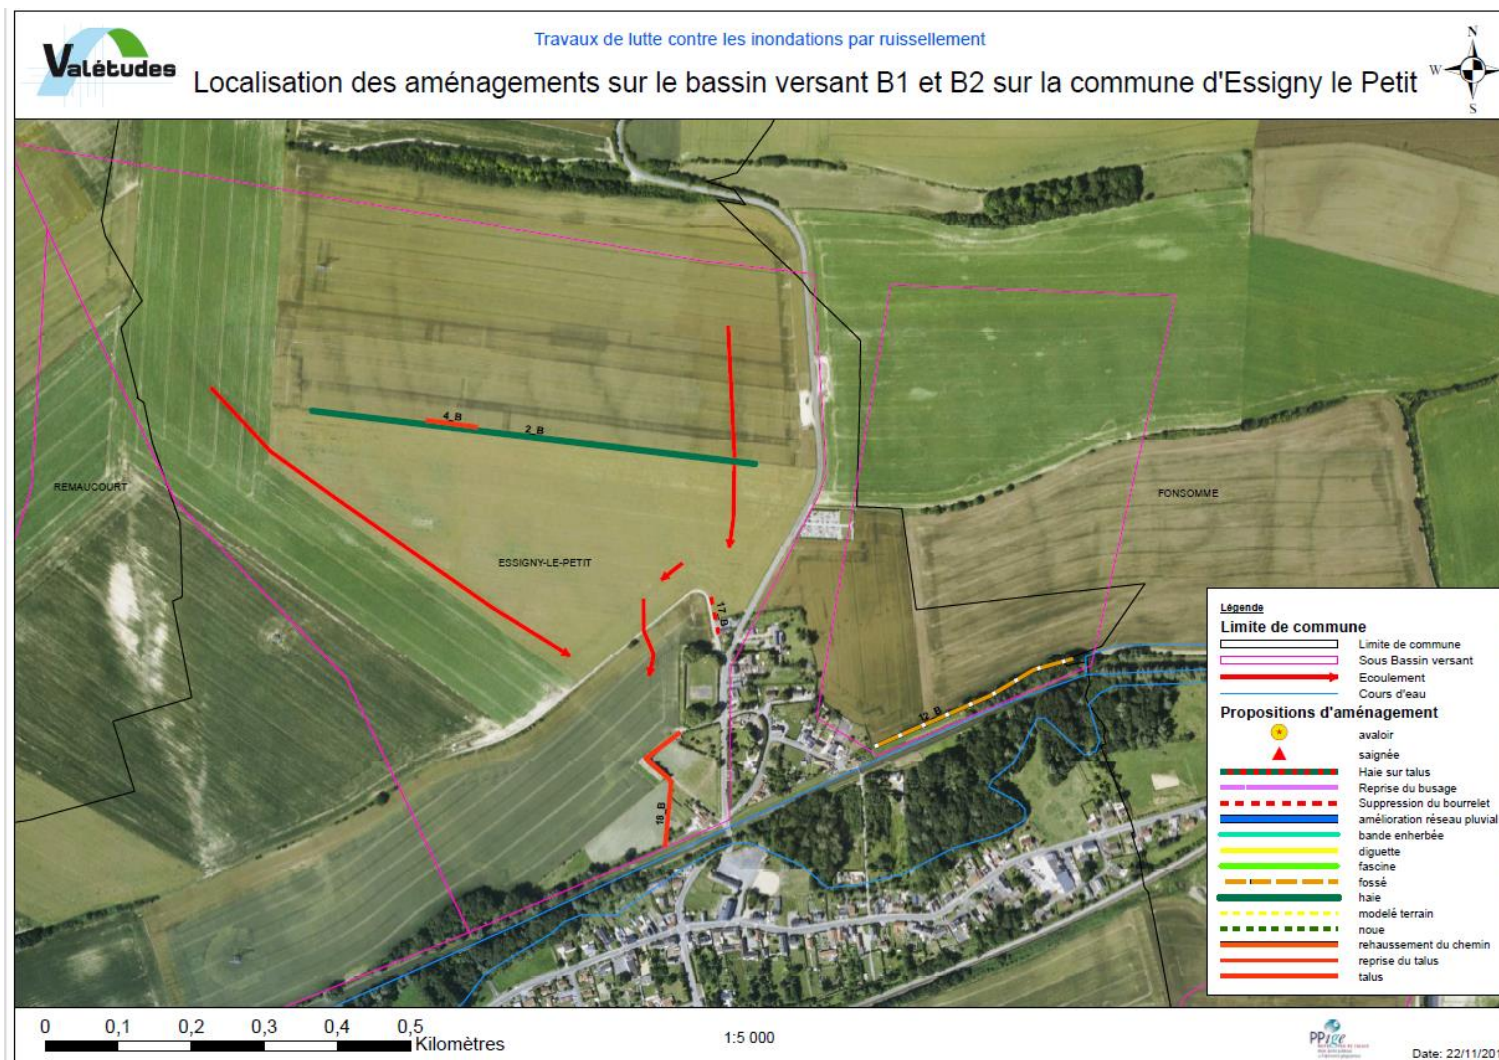 Valétudes
Travaux de lutte contre les inondations par ruissellement
Localisation des aménagements sur le bassin versant B1 et B2 sur la commune d'Essigny le Petit
N
W
S
4_B
2_B
REMAUCOURT
FONSOMME
ESSIGNY-LE-PETIT
17_B
12_B
18_B
Légende
Limite de commune
Limite de commune
Sous Bassin versant
Ecoulement
Cours d'eau
Propositions d'aménagement
avaloir
saignée
Haie sur talus
Reprise du busage
Suppression du bourrelet
amélioration réseau pluvial
bande enherbée
diguette
fascine
fossé
haie
modelé terrain
noue
rehaussement du chemin
reprise du talus
talus
0 0,1 0,2 0,3 0,4 0,5
Kilomètres
1:5 000
PPige
Date: 22/11/201